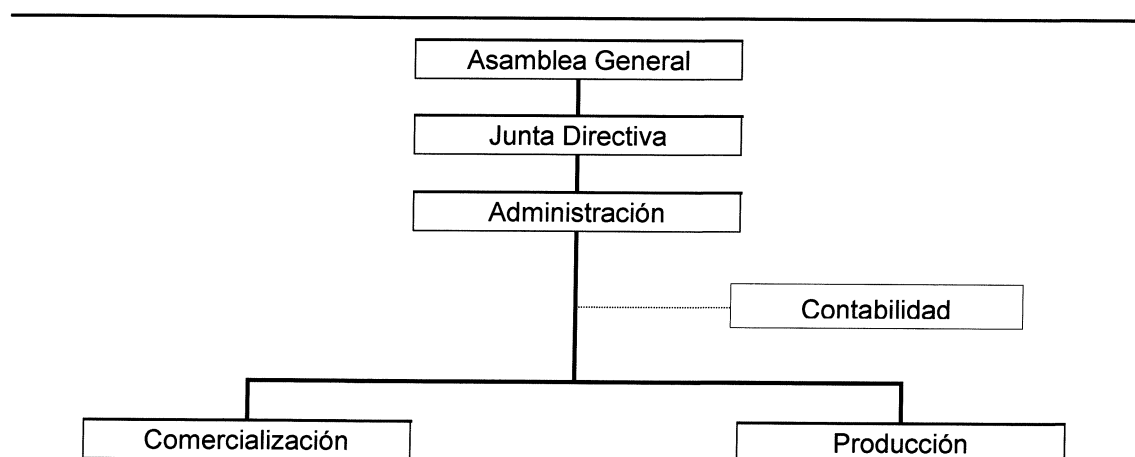 Asamblea General
Junta Directiva
Administración
Contabilidad
Comercialización
Producción